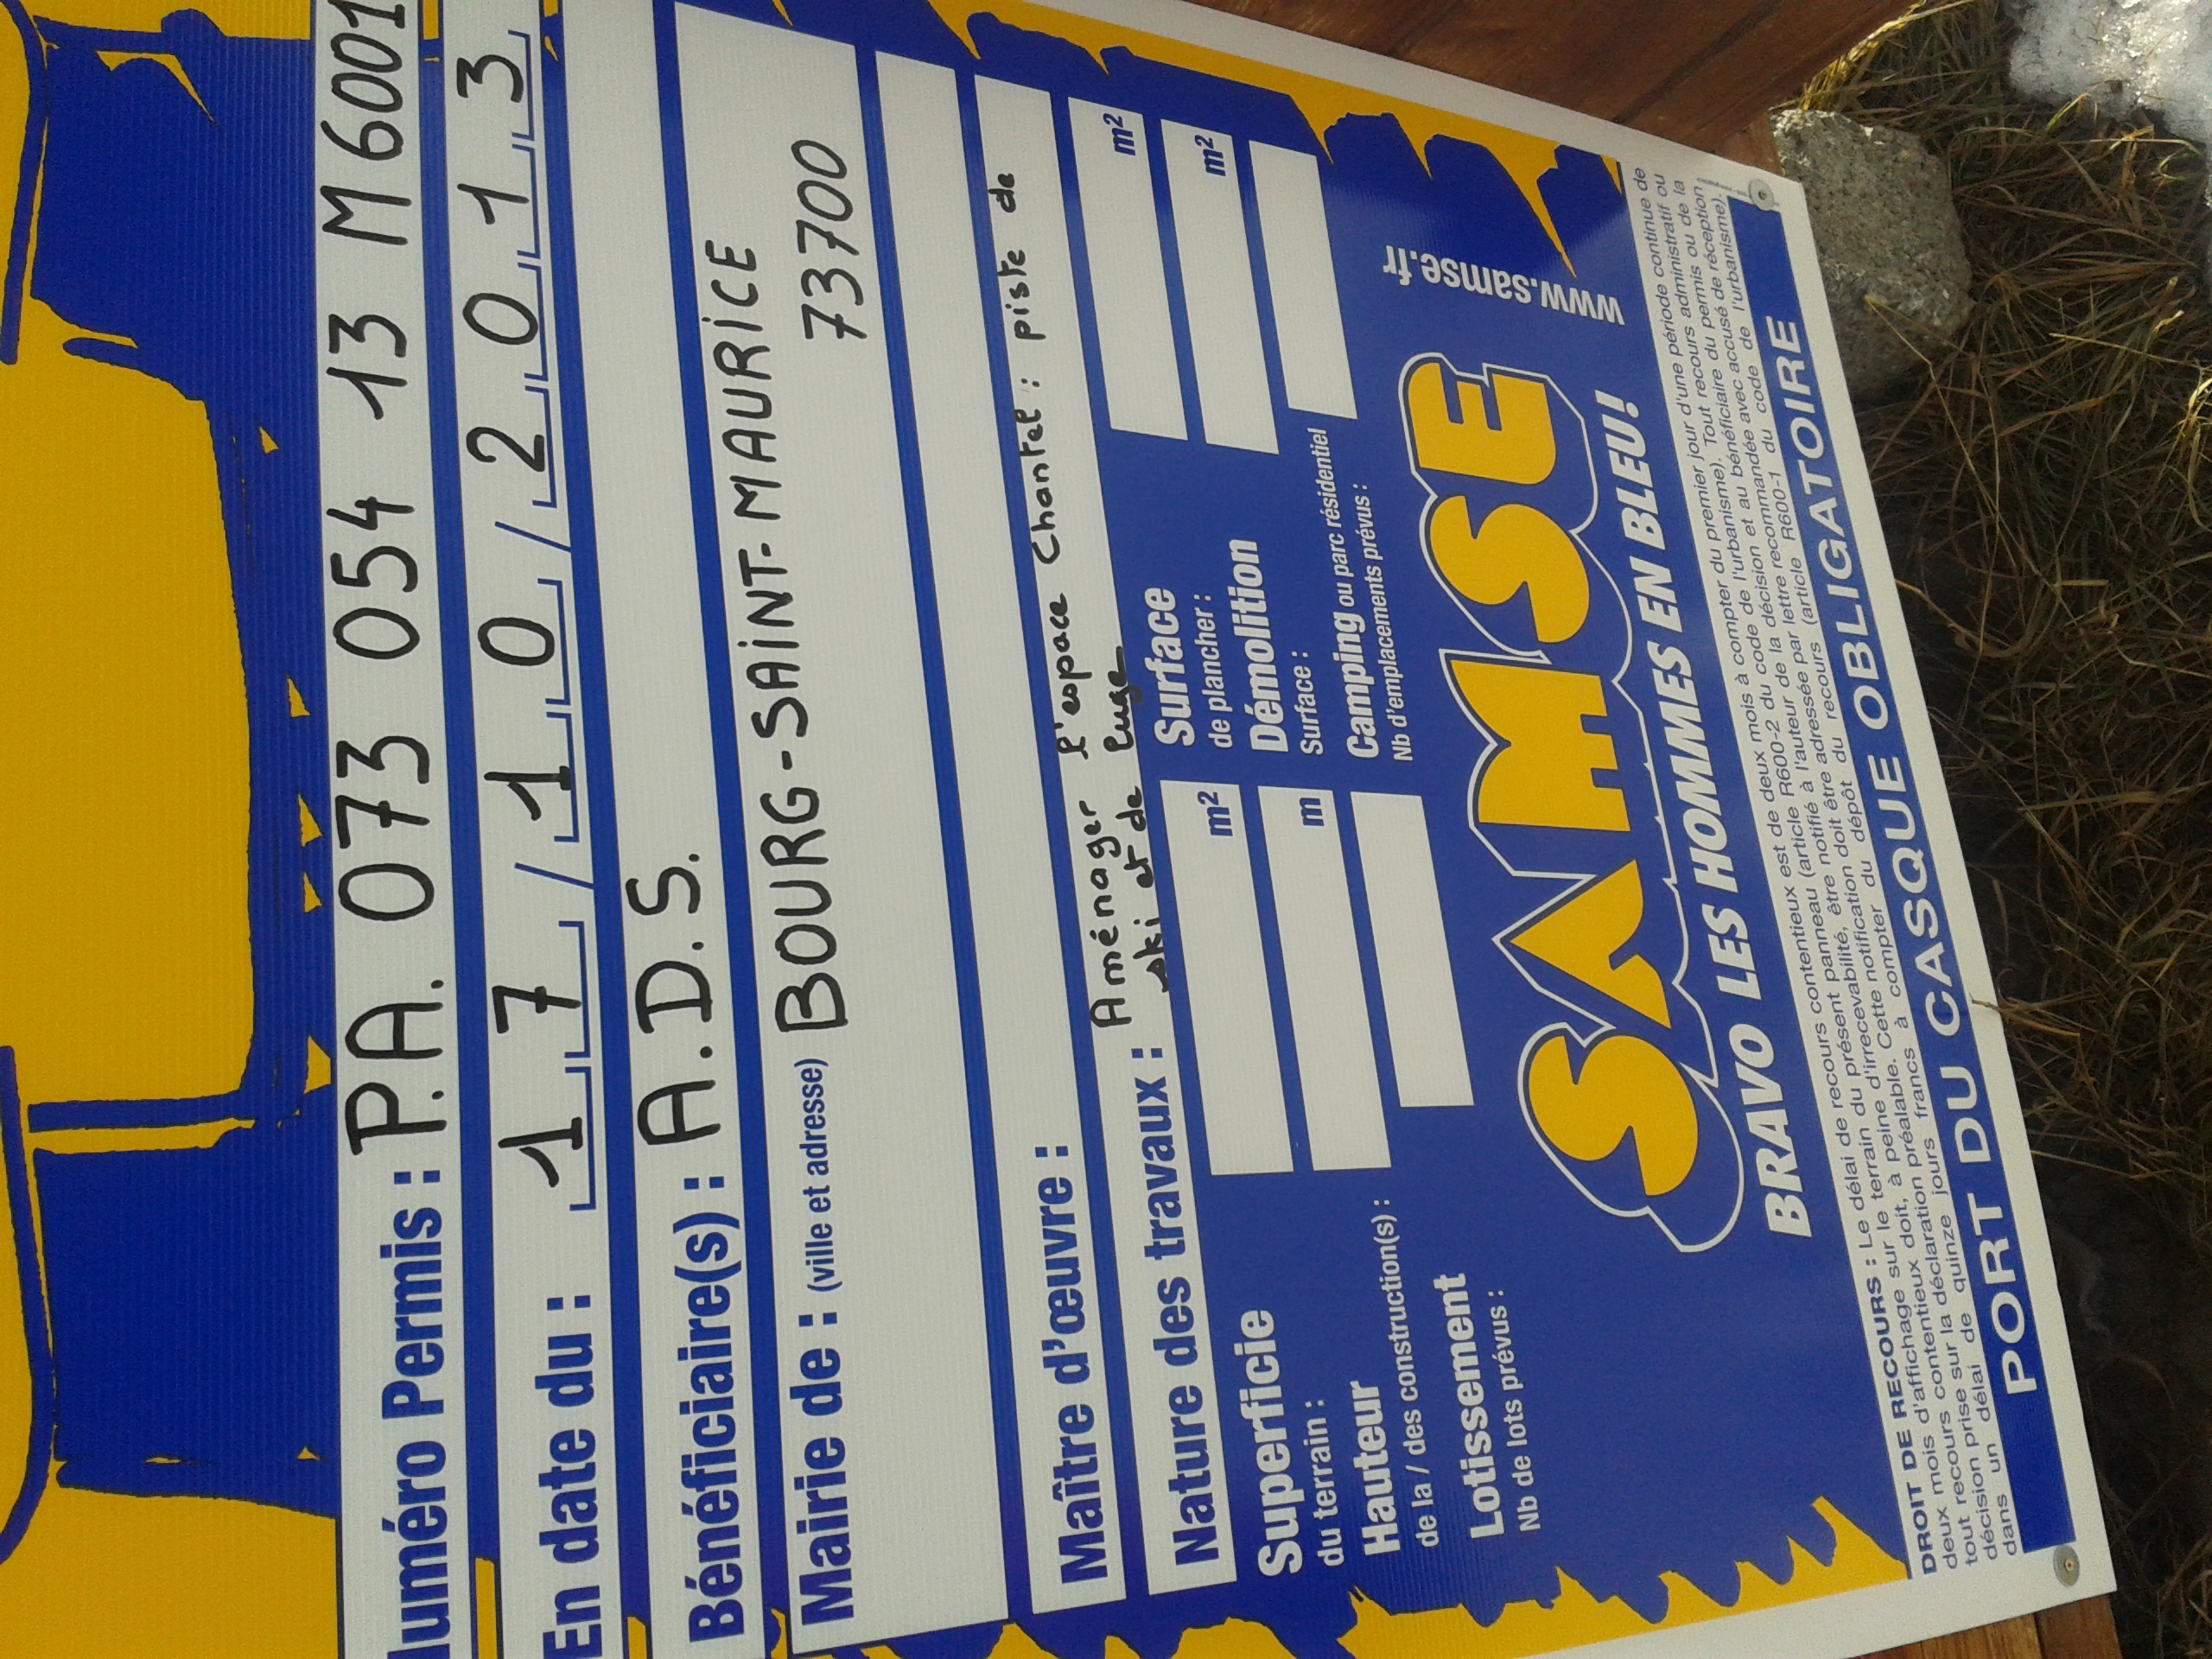 Numéro Permis : P.A. 073 054 13 M 6001
En date du : 17/10/2013
Bénéficiaire(s) : A.D.S.
Mairie de : (ville et adresse) BOURG-SAINT-MAURICE
73700
Maître d'œuvre :
Nature des travaux : Aménager l'espace Chantel : piste de
ski et de luge
Superficie
du terrain : m²
Surface
de plancher : m²
Hauteur
de la / des construction(s) : m
Démolition
Surface : m²
Lotissement
Nb de lots prévus :
Camping ou parc résidentiel
Nb d'emplacements prévus :
SAMSE
www.samse.fr
BRAVO LES HOMMES EN BLEU!
DROIT DE RECOURS : Le délai de recours contentieux est de deux mois à compter du premier jour d'une période continue de
deux mois d'affichage sur le terrain du présent panneau (article R600-2 du code de l'urbanisme). Tout recours administratif ou
tout recours contentieux doit, à peine d'irrecevabilité, être notifié à l'auteur de la décision et au bénéficiaire du permis ou de la
décision prise sur la déclaration préalable. Cette notification doit être adressée par lettre recommandée avec accusé de réception
dans un délai de quinze jours francs à compter du dépôt du recours (article R600-1 du code de l'urbanisme).
PORT DU CASQUE OBLIGATOIRE